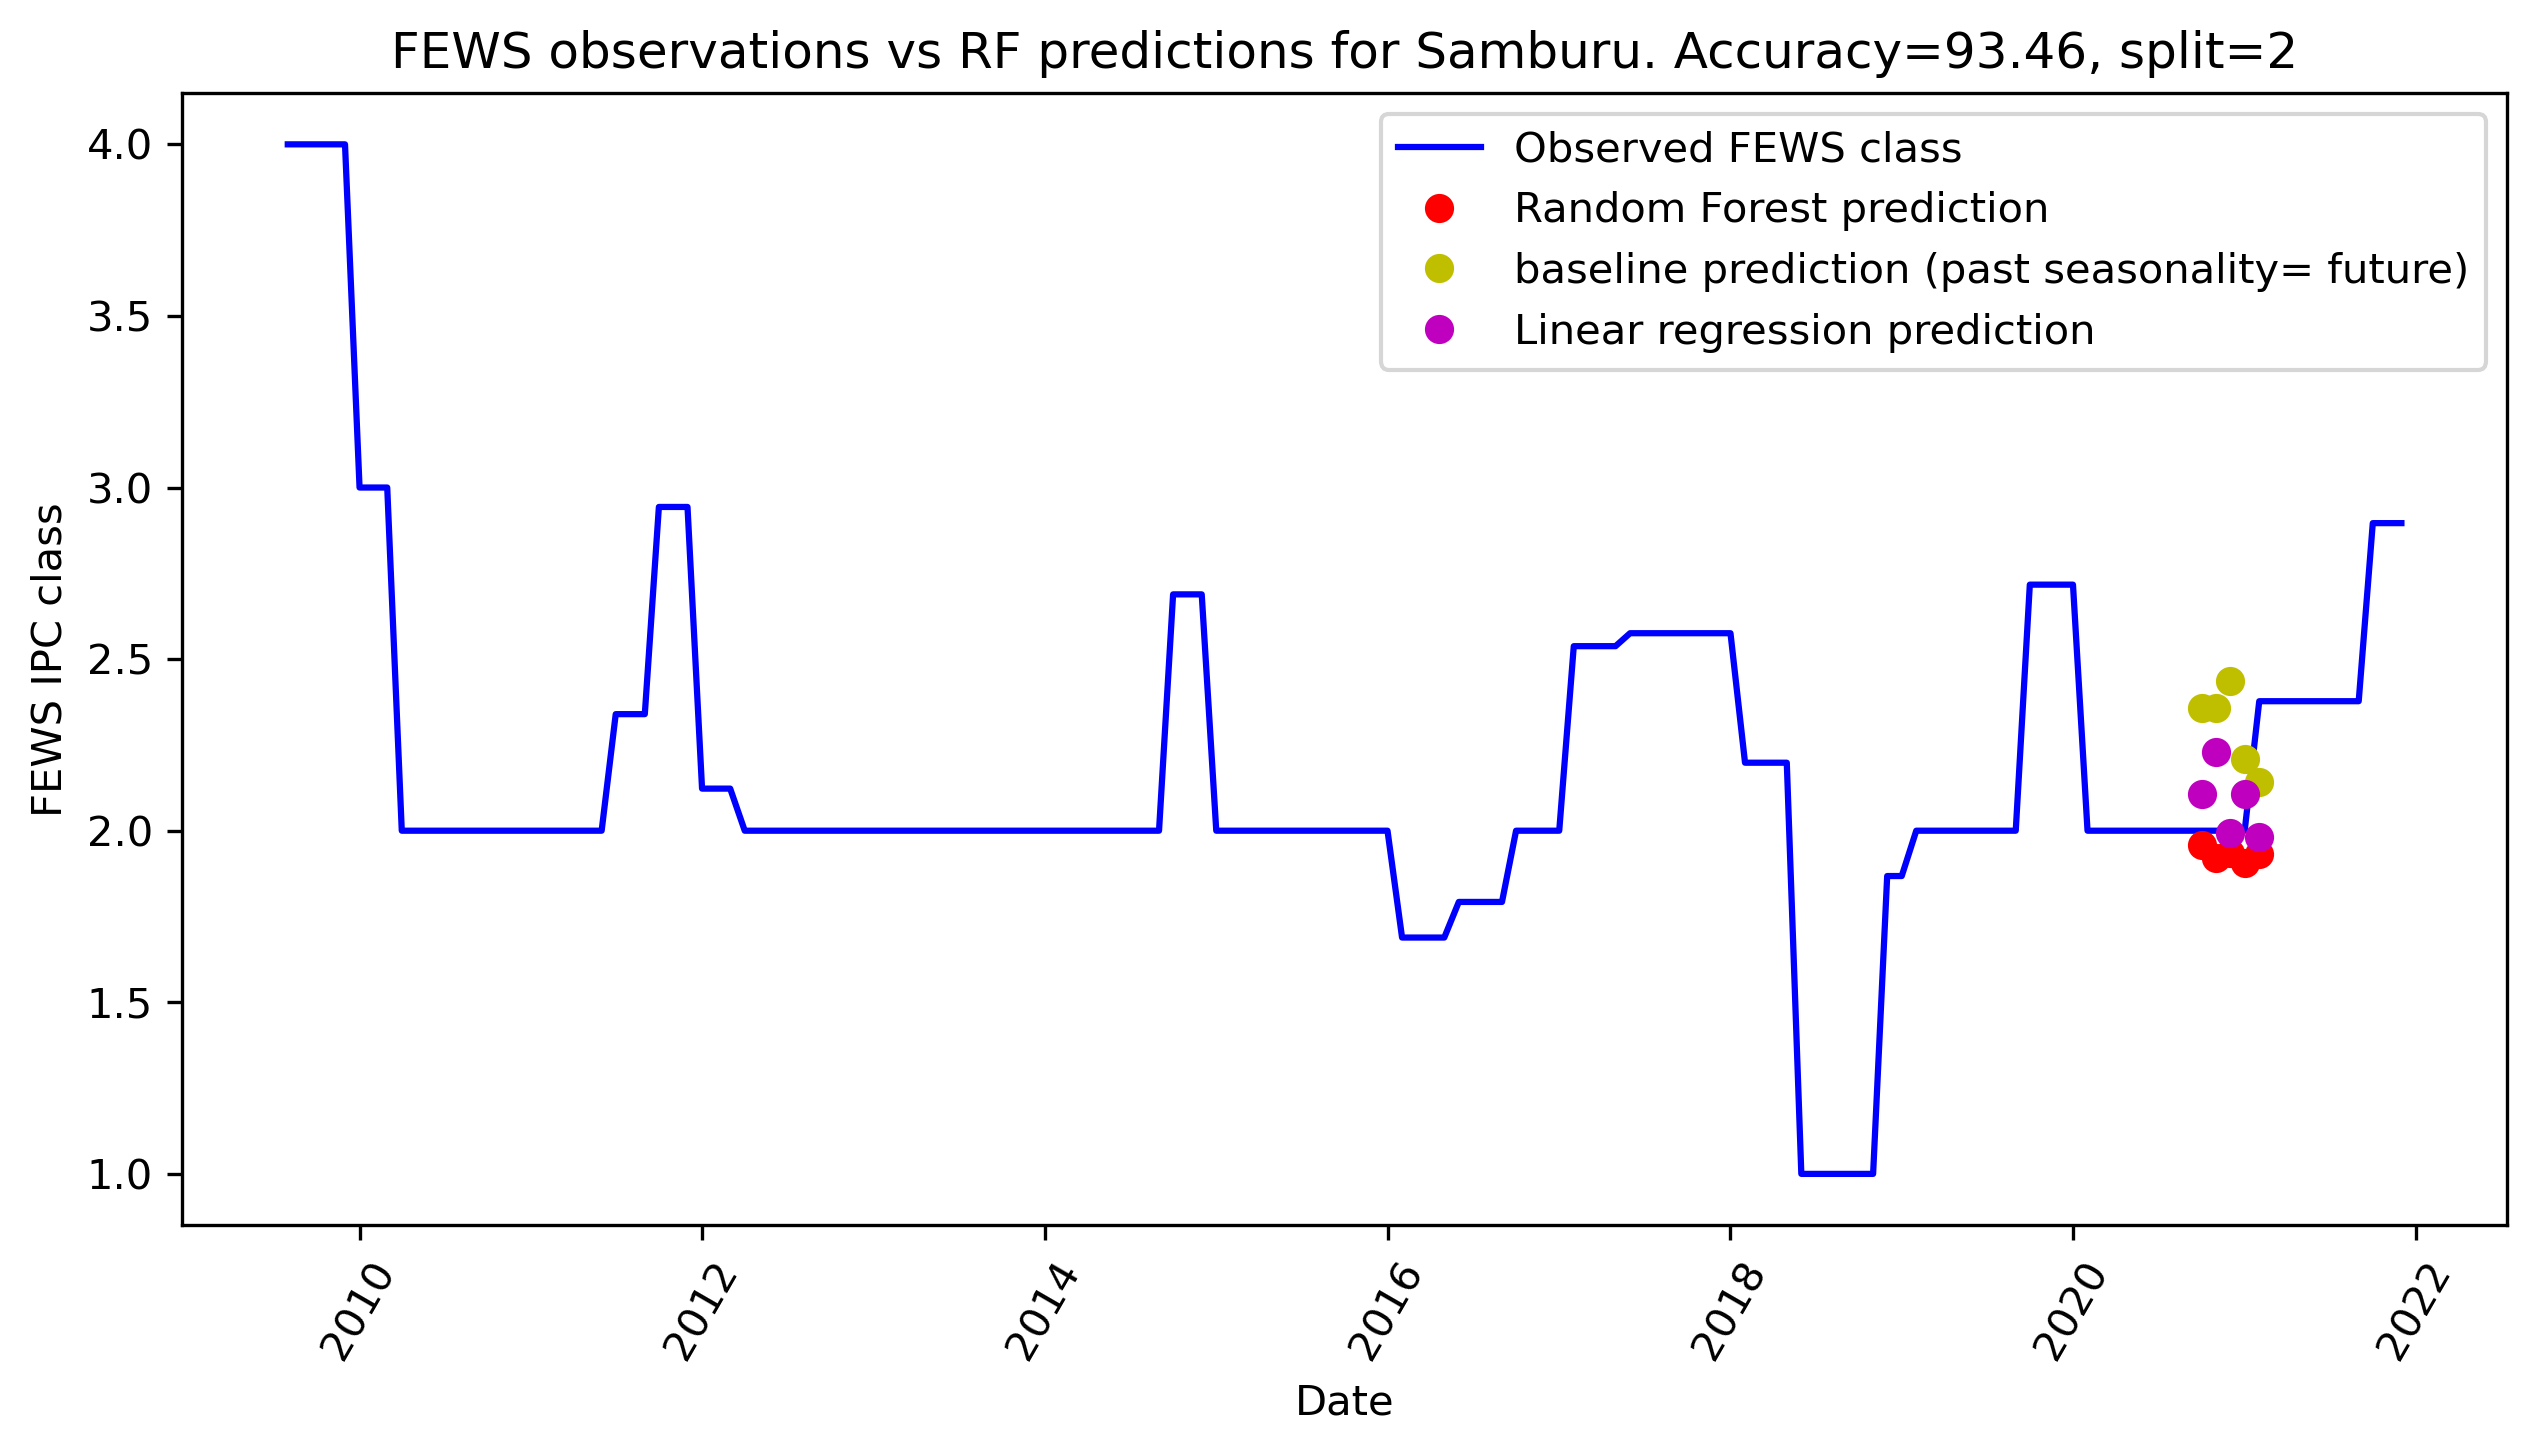 FEWS observations vs RF predictions for Samburu. Accuracy=93.46, split=2
Observed FEWS class
Random Forest prediction
baseline prediction (past seasonality= future)
Linear regression prediction
FEWS IPC class
4.0
3.5
3.0
2.5
2.0
1.5
1.0
2010
2012
2014
2016
2018
2020
2022
Date